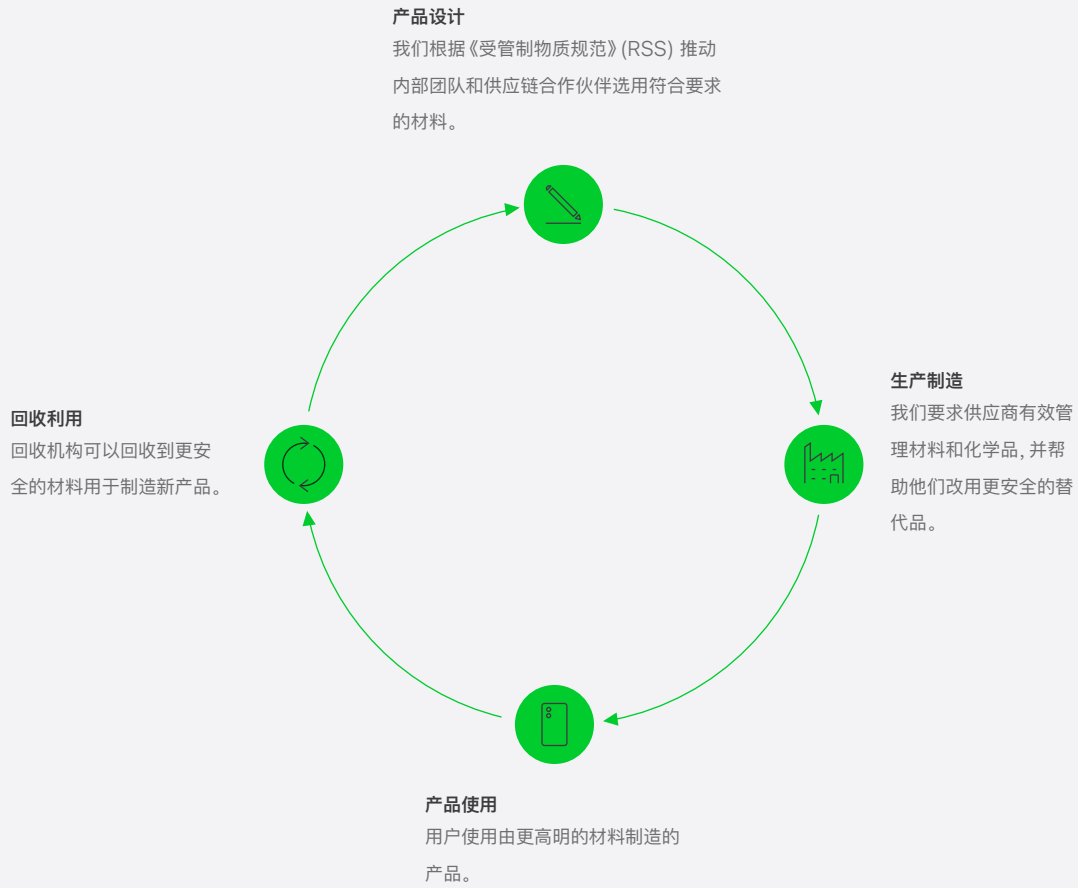 产品设计
我们根据《受管制物质规范》(RSS) 推动
内部团队和供应链合作伙伴选用符合要求
的材料。
生产制造
我们要求供应商有效管
理材料和化学品, 并帮
助他们改用更安全的替
代品。
产品使用
用户使用由更高明的材料制造的
产品。
回收利用
回收机构可以回收到更安
全的材料用于制造新产品。